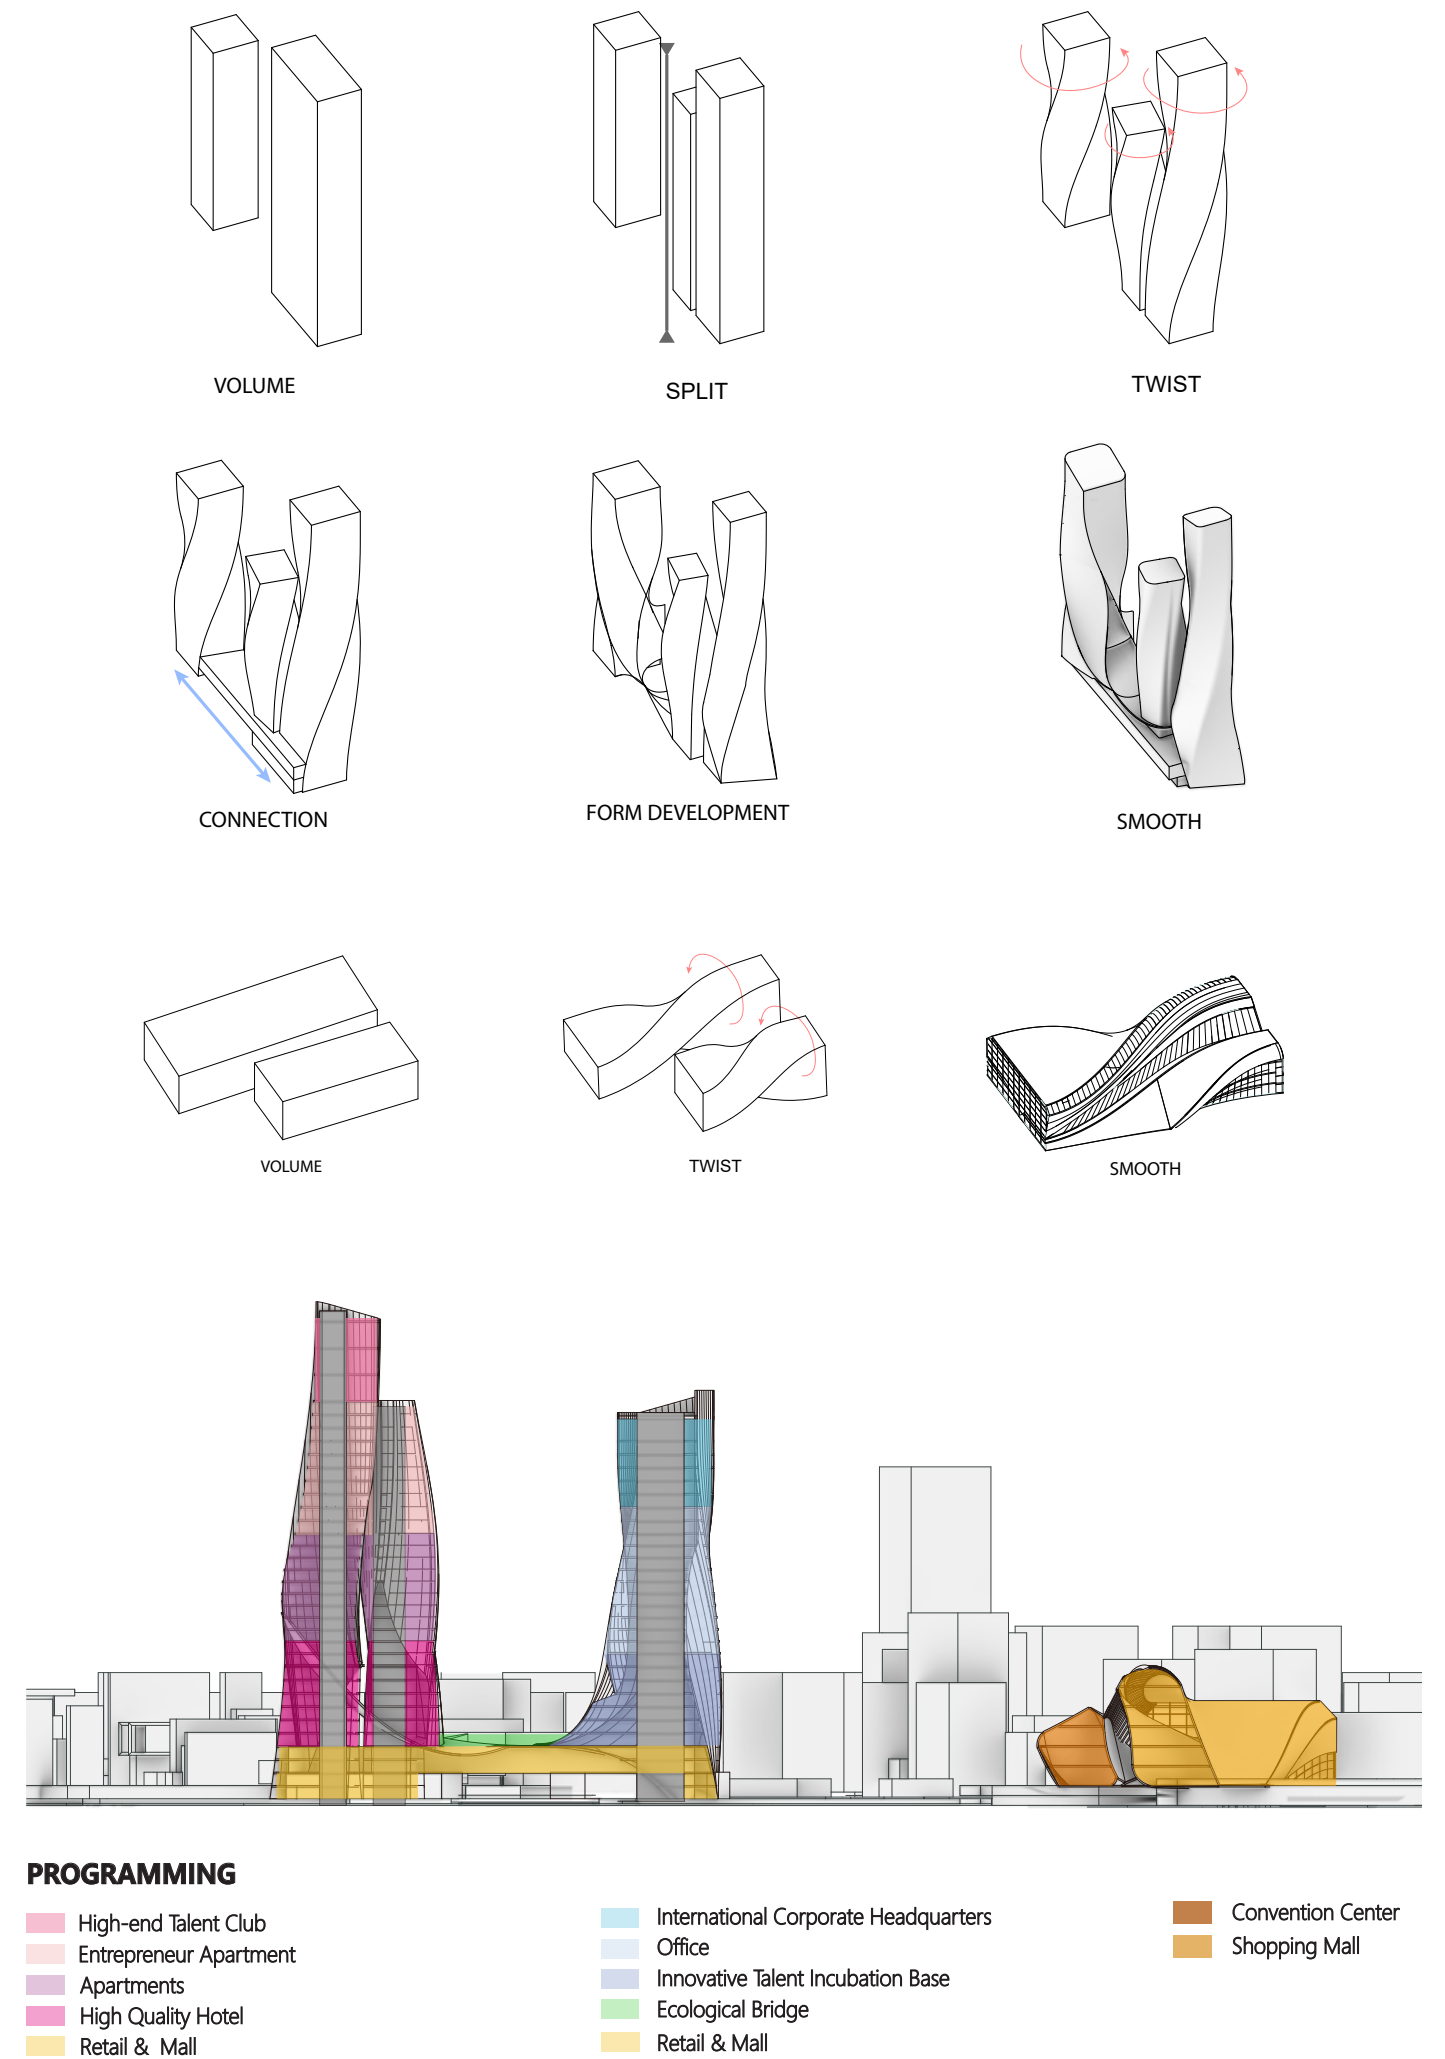 VOLUME
SPLIT
TWIST
CONNECTION
FORM DEVELOPMENT
SMOOTH
VOLUME
TWIST
SMOOTH
PROGRAMMING
High-end Talent Club
Entrepreneur Apartment
Apartments
High Quality Hotel
Retail & Mall
International Corporate Headquarters
Office
Innovative Talent Incubation Base
Ecological Bridge
Retail & Mall
Convention Center
Shopping Mall